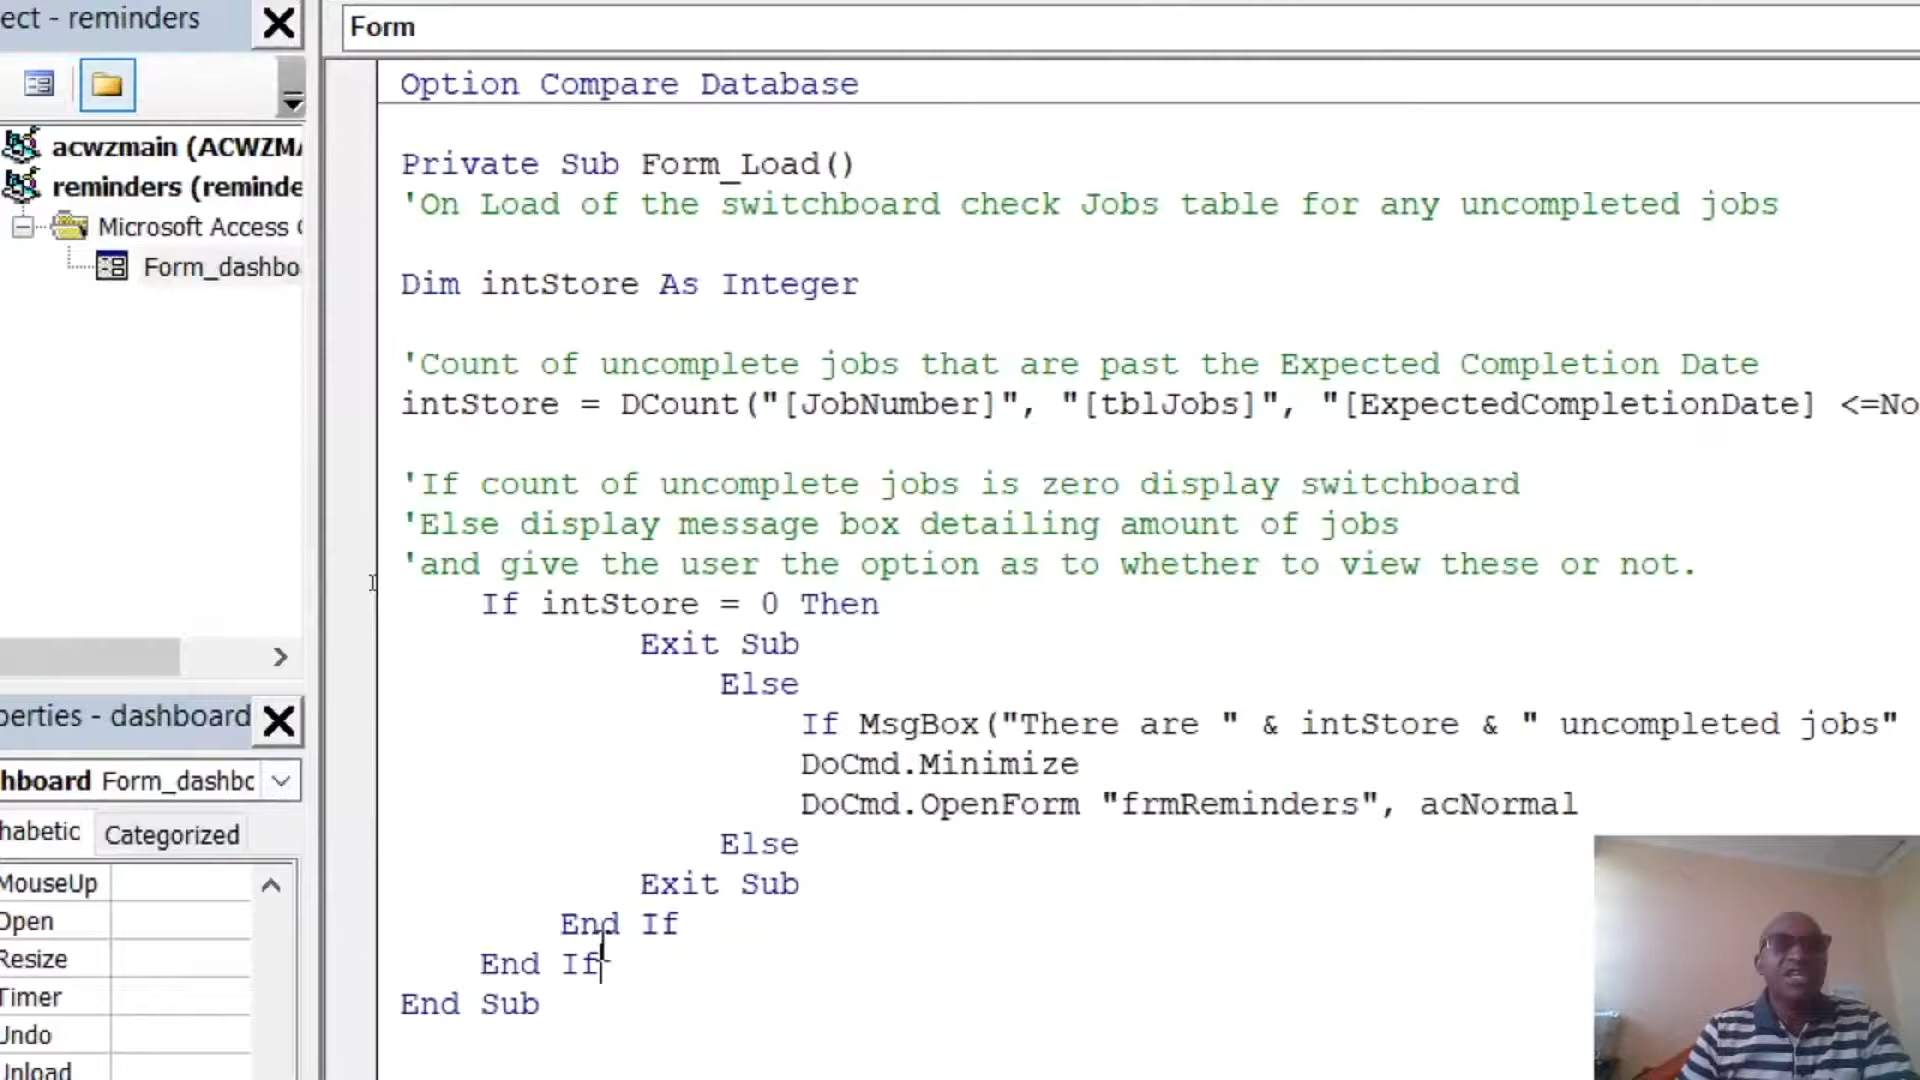 ect - reminders
acwzmain (ACWZMA
reminders (reminde
Microsoft Access
Form_dashbo
perties - dashboard
hboard Form_dashbc
habetic
Categorized
MouseUp
Open
Resize
Timer
Undo
Unload
Form
Option Compare Database
Private Sub Form_Load()
'On Load of the switchboard check Jobs table for any uncompleted jobs
Dim intStore As Integer
'Count of uncomplete jobs that are past the Expected Completion Date
intStore = DCount("[JobNumber]", "[tblJobs]", "[ExpectedCompletionDate] <=No
'If count of uncomplete jobs is zero display switchboard
'Else display message box detailing amount of jobs
'and give the user the option as to whether to view these or not.
If intStore = 0 Then
Exit Sub
Else
If MsgBox("There are " & intStore & " uncompleted jobs"
DoCmd.Minimize
DoCmd.OpenForm "frmReminders", acNormal
Else
Exit Sub
End If
End If
End Sub